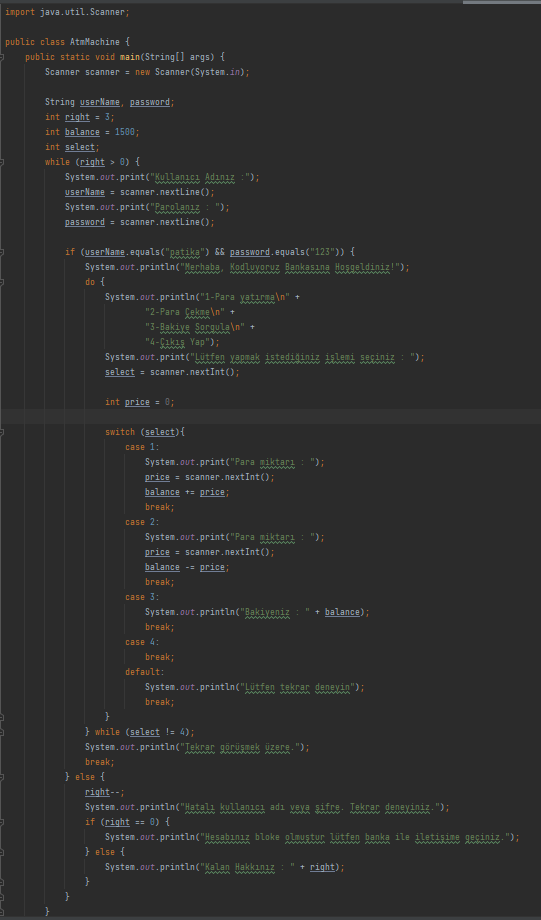 import java.util.Scanner;
public class AtmMachine {
public static void main(String[] args) {
Scanner scanner = new Scanner(System.in);
String userName, password;
int right = 3;
int balance = 1500;
int select;
while (right > 0) {
System.out.print("Kullanıcı Adınız :");
userName = scanner.nextLine();
System.out.print("Parolanız : ");
password = scanner.nextLine();
if (userName.equals("patika") && password.equals("123")) {
System.out.println("Merhaba, Kodluyoruz Bankasına Hoşgeldiniz!");
do {
System.out.println("1-Para yatırma\n" +
"2-Para Çekme\n" +
"3-Bakiye Sorgula\n" +
"4-Çıkış Yap");
System.out.print("Lütfen yapmak istediğiniz işlemi seçiniz : ");
select = scanner.nextInt();
int price = 0;
switch (select){
case 1:
System.out.print("Para miktarı : ");
price = scanner.nextInt();
balance += price;
break;
case 2:
System.out.print("Para miktarı : ");
price = scanner.nextInt();
balance -= price;
break;
case 3:
System.out.println("Bakiyeniz : " + balance);
break;
case 4:
break;
default:
System.out.println("Lütfen tekrar deneyin");
break;
}
} while (select != 4);
System.out.println("Tekrar görüşmek üzere.");
break;
} else {
right--;
System.out.println("Hatalı kullanıcı adı veya şifre. Tekrar deneyiniz.");
if (right == 0) {
System.out.println("Hesabınız bloke olmuştur lütfen banka ile iletişime geçiniz.");
} else {
System.out.println("Kalan Hakkınız : " + right);
}
}
}